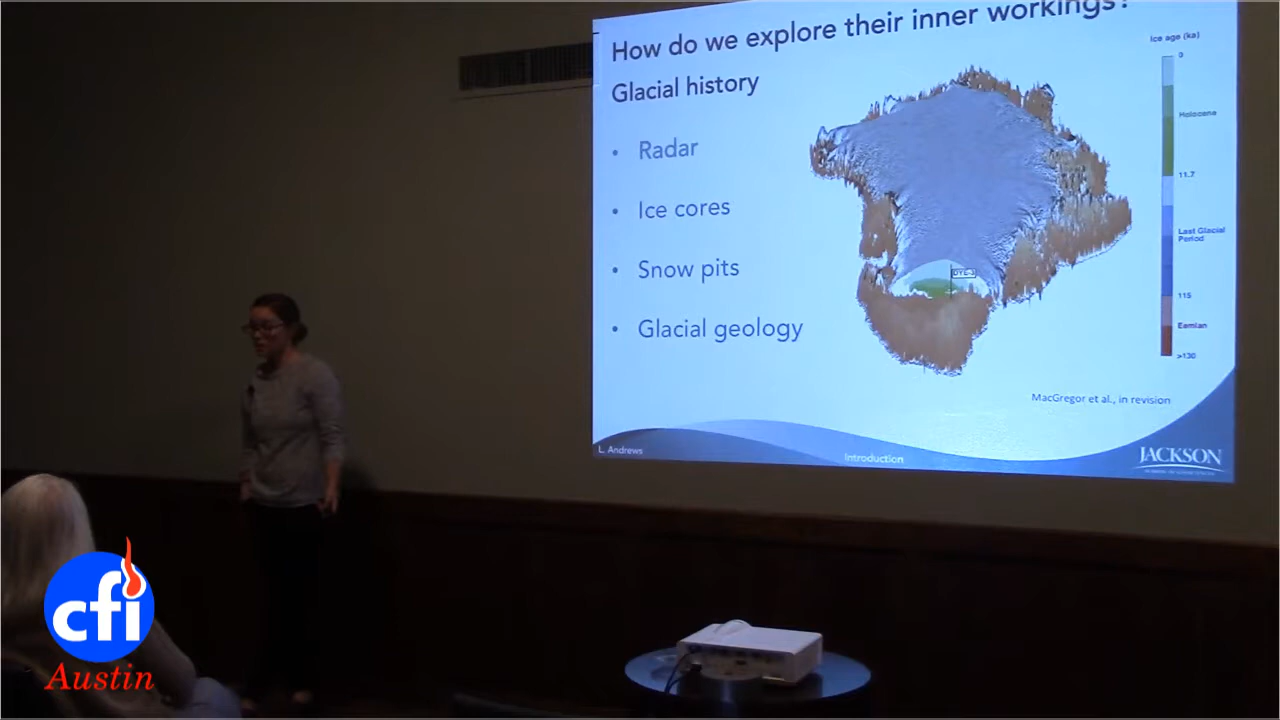 How do we explore their inner workings?
Glacial history
• Radar
• Ice cores
• Snow pits
• Glacial geology
Ice age (ka)
0
Holocene
11.7
Last Glacial
Period
115
Eemian
>130
DYE-3
MacGregor et al., in revision
L. Andrews
Introduction
JACKSON
cfi
Austin